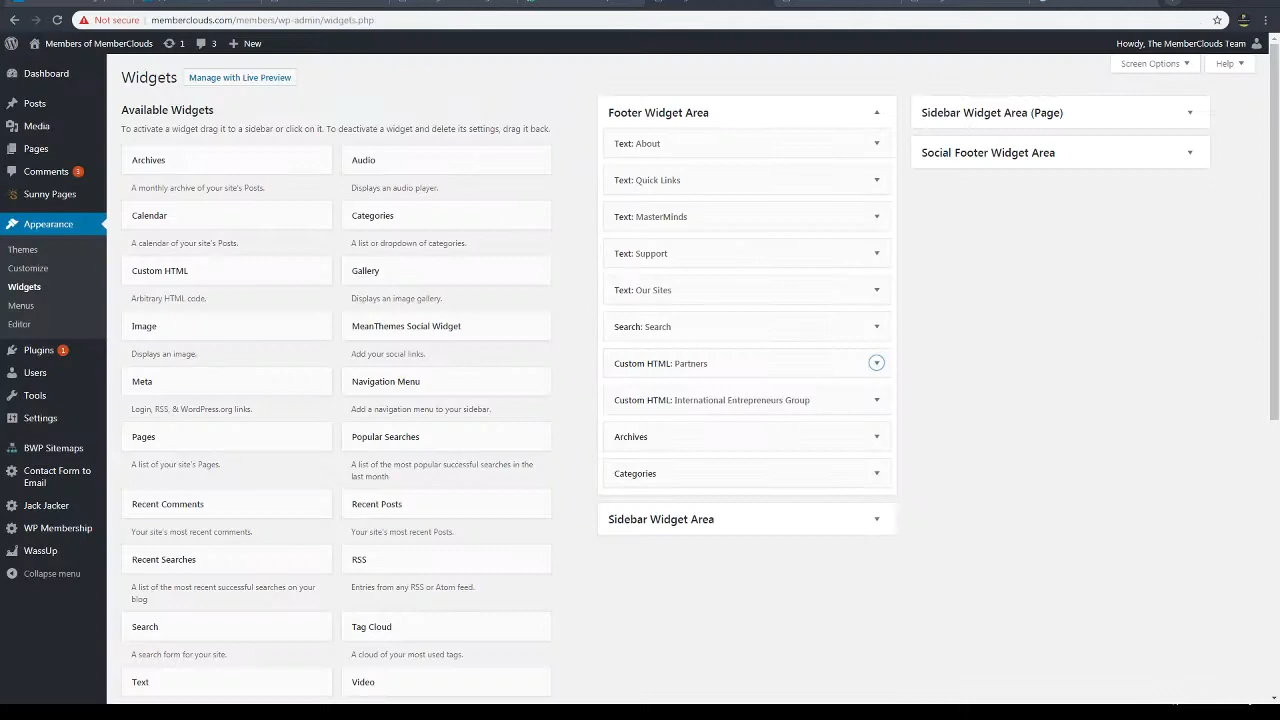 Not secure | memberclouds.com/members/wp-admin/widgets.php
Members of MemberClouds 1 3 New Howdy, The MemberClouds Team
Screen Options Help
Dashboard
Posts
Media
Pages
Comments 3
Sunny Pages
Appearance
Themes
Customize
Widgets
Menus
Editor
Plugins 1
Users
Tools
Settings
BWP Sitemaps
Contact Form to
Email
Jack Jacker
WP Membership
WassUp
Collapse menu
Widgets Manage with Live Preview
Available Widgets
To activate a widget drag it to a sidebar or click on it. To deactivate a widget and delete its settings, drag it back.
Archives Audio
A monthly archive of your site's Posts. Displays an audio player.
Calendar Categories
A calendar of your site's Posts. A list or dropdown of categories.
Custom HTML Gallery
Arbitrary HTML code. Displays an image gallery.
Image MeanThemes Social Widget
Displays an image. Add your social links.
Meta Navigation Menu
Login, RSS, & WordPress.org links. Add a navigation menu to your sidebar.
Pages Popular Searches
A list of your site's Pages. A list of the most popular successful searches in the
last month
Recent Comments Recent Posts
Your site's most recent comments. Your site's most recent Posts.
Recent Searches RSS
A list of the most recent successful searches on your Entries from any RSS or Atom feed.
blog
Search Tag Cloud
A search form for your site. A cloud of your most used tags.
Text Video
Footer Widget Area
Text: About
Text: Quick Links
Text: MasterMinds
Text: Support
Text: Our Sites
Search: Search
Custom HTML: Partners
Custom HTML: International Entrepreneurs Group
Archives
Categories
Sidebar Widget Area
Sidebar Widget Area (Page)
Social Footer Widget Area